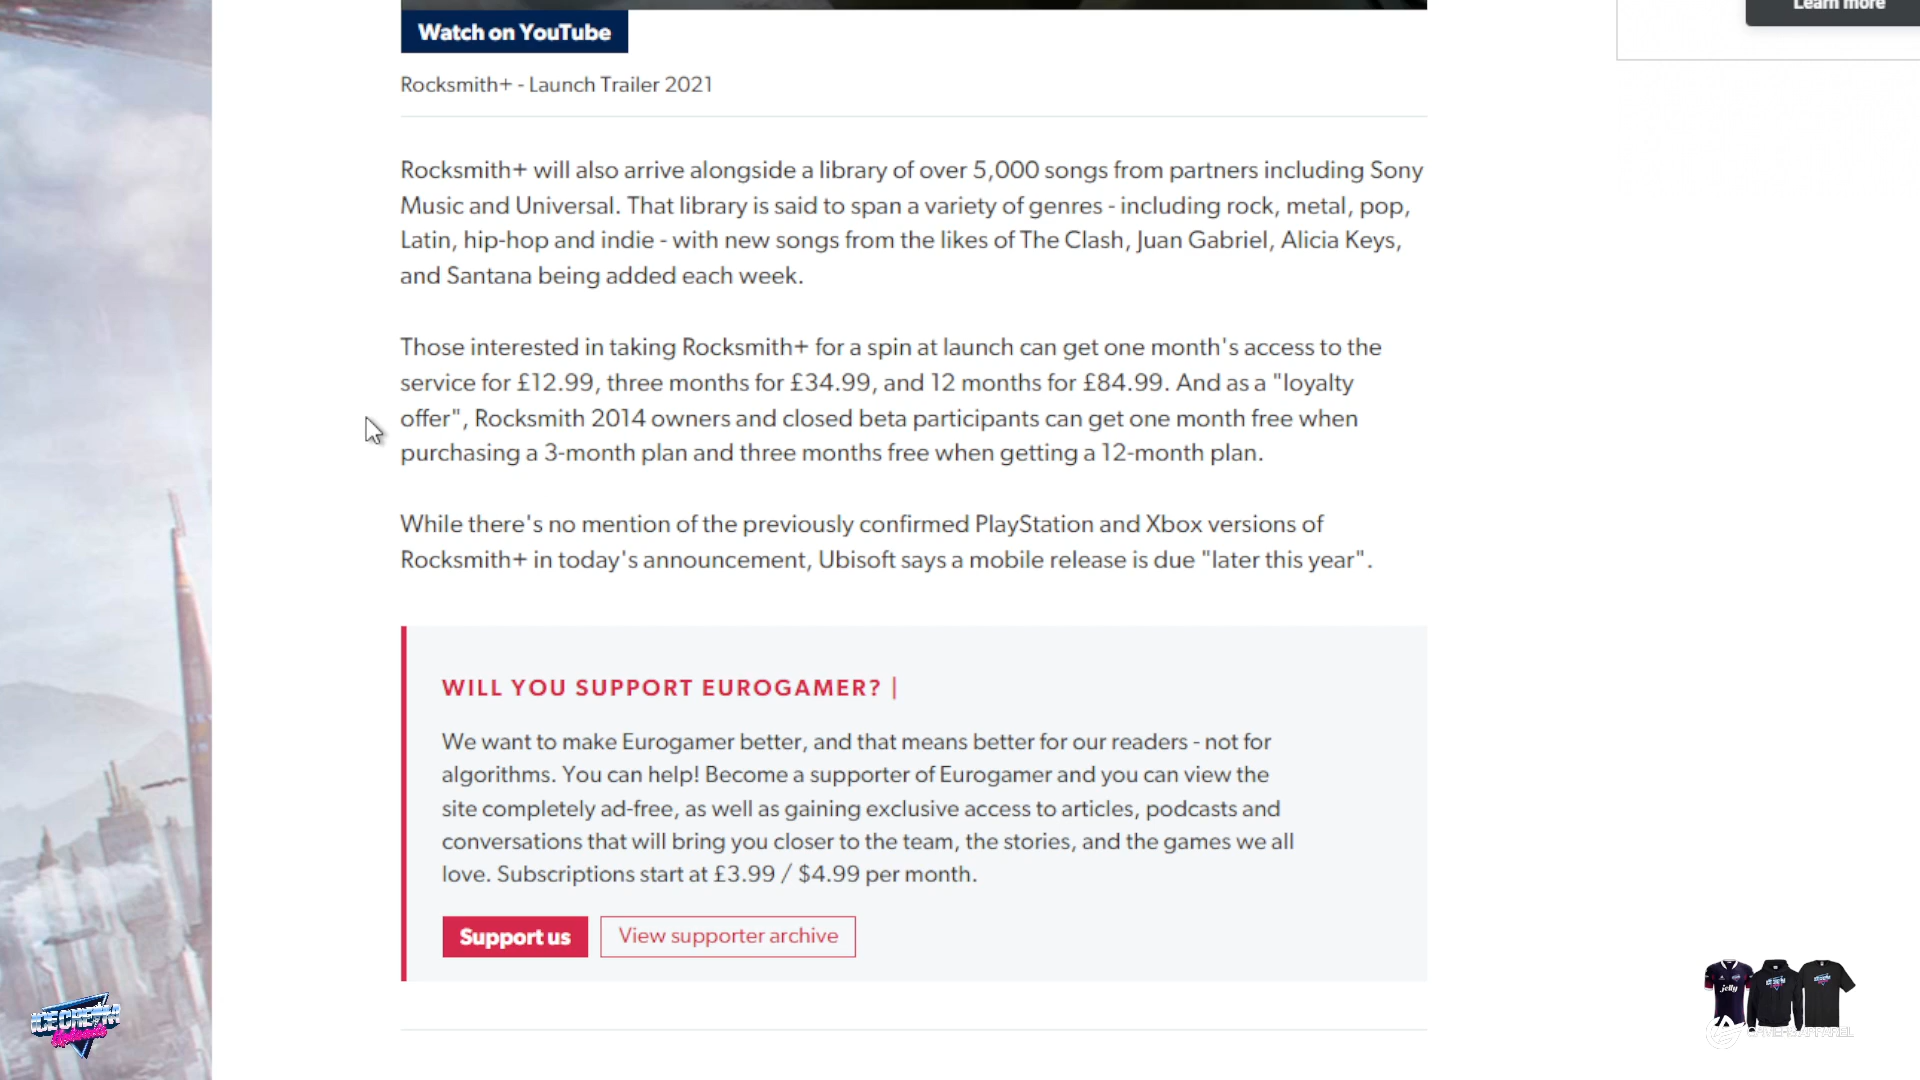 Learn more
Watch on YouTube
Rocksmith+ - Launch Trailer 2021
Rocksmith+ will also arrive alongside a library of over 5,000 songs from partners including Sony
Music and Universal. That library is said to span a variety of genres - including rock, metal, pop,
Latin, hip-hop and indie - with new songs from the likes of The Clash, Juan Gabriel, Alicia Keys,
and Santana being added each week.
Those interested in taking Rocksmith+ for a spin at launch can get one month's access to the
service for £12.99, three months for £34.99, and 12 months for £84.99. And as a "loyalty
offer", Rocksmith 2014 owners and closed beta participants can get one month free when
purchasing a 3-month plan and three months free when getting a 12-month plan.
While there's no mention of the previously confirmed PlayStation and Xbox versions of
Rocksmith+ in today's announcement, Ubisoft says a mobile release is due "later this year".
WILL YOU SUPPORT EUROGAMER? |
We want to make Eurogamer better, and that means better for our readers - not for
algorithms. You can help! Become a supporter of Eurogamer and you can view the
site completely ad-free, as well as gaining exclusive access to articles, podcasts and
conversations that will bring you closer to the team, the stories, and the games we all
love. Subscriptions start at £3.99 / $4.99 per month.
Support us
View supporter archive
jelly